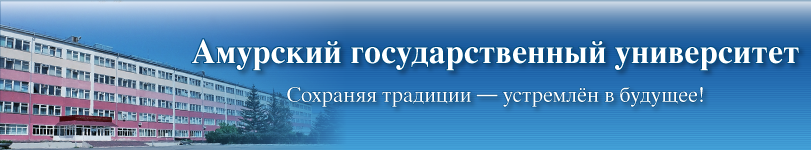 Амурский государственный университет
Сохраняя традиции — устремлён в будущее!